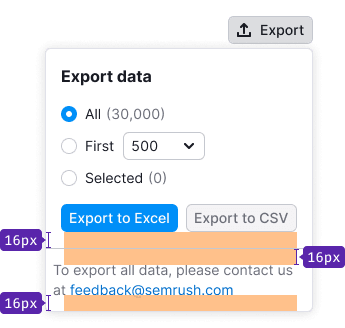 Export
Export data
All (30,000)
First 500
Selected (0)
Export to Excel Export to CSV
16px
16px
To export all data, please contact us
at feedback@semrush.com
16px